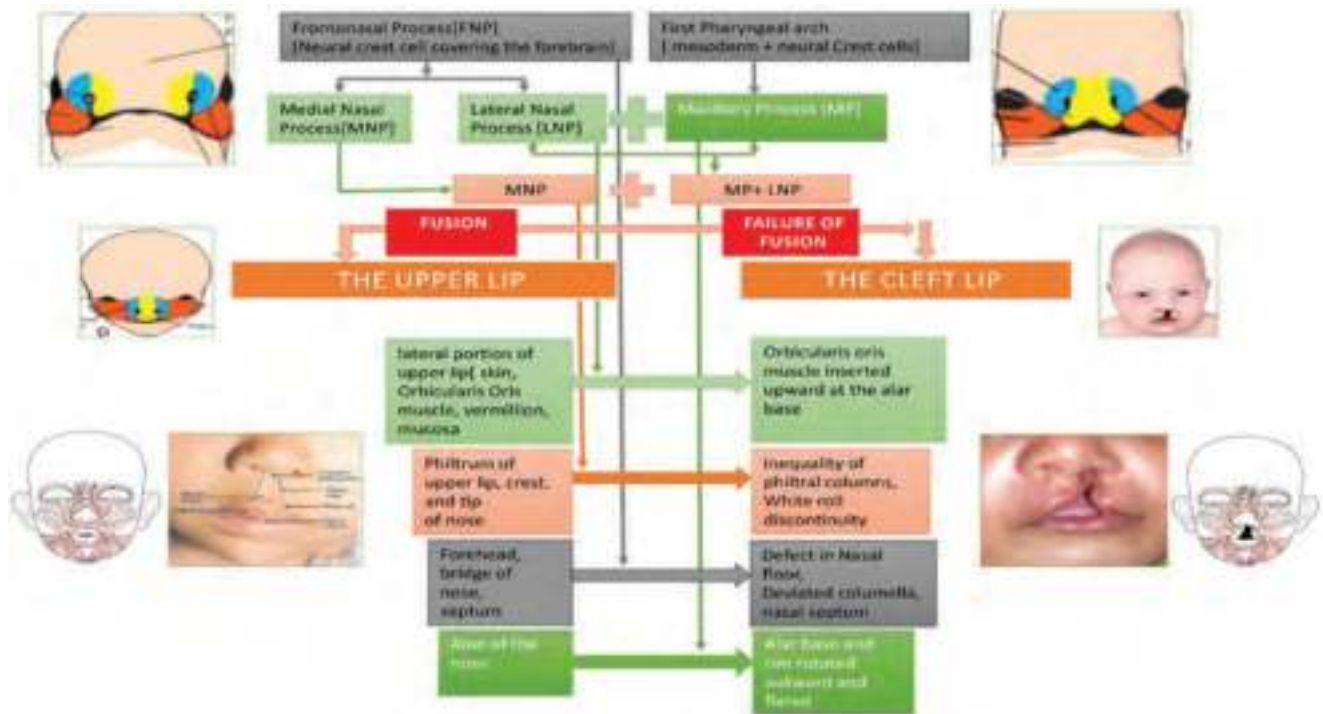 Fromonasal Process[FNP]
[Neural crest cell covering the forebrain]
First Pharyngeal arch
[ mesoderm + neural Crest cells]
Medial Nasal
Process[MNP]
Lateral Nasal
Process [LNP]
Maxillary Process [MP]
MNP
MP+ LNP
FUSION
FAILURE OF
FUSION
THE UPPER LIP
THE CLEFT LIP
lateral portion of
upper lip[ skin,
Orbicularis Oris
muscle, vermilion,
mucosa
Orbicularis oris
muscle inserted
upward at the alar
base
Philtrum of
upper lip, crest,
and tip
of nose
Inequality of
philtral columns,
White roll
discontinuity
Forehead,
bridge of
nose,
septum
Defect in Nasal
floor,
Deviated columella,
nasal septum
Alae of the
nose
Alar base and
rim rotated
outward and
flared